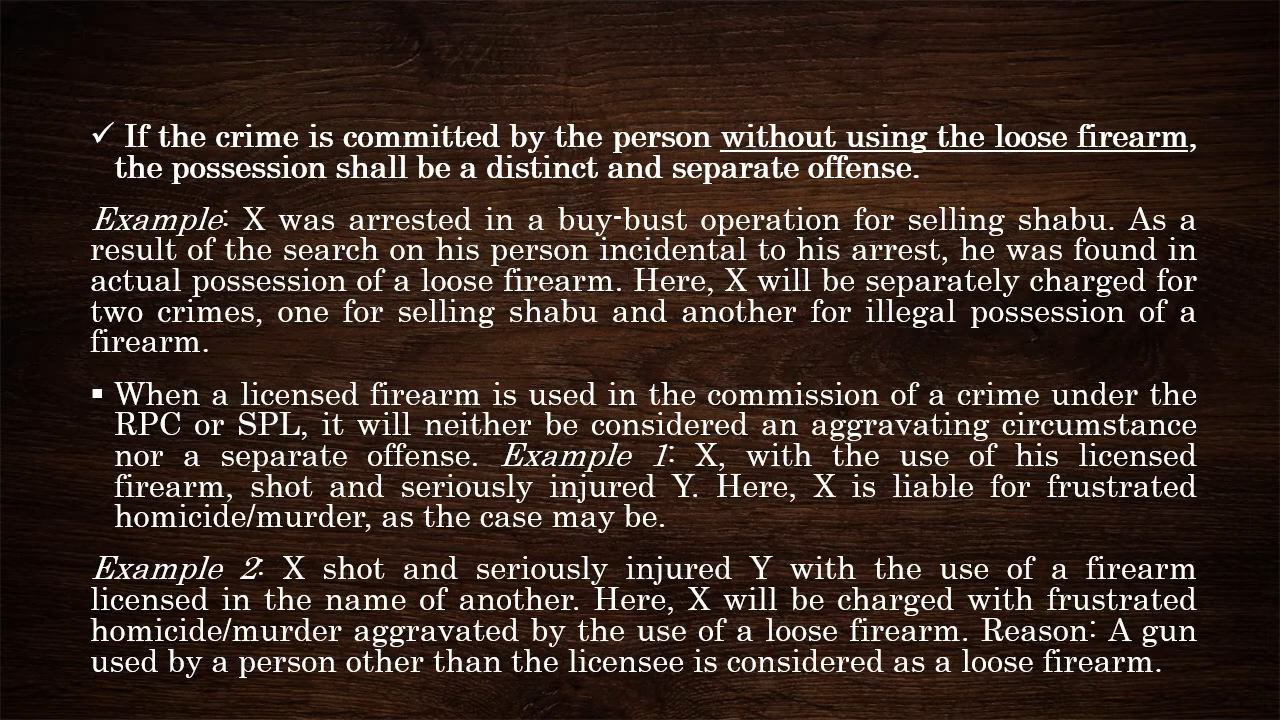 ✓ If the crime is committed by the person without using the loose firearm,
the possession shall be a distinct and separate offense.
Example: X was arrested in a buy-bust operation for selling shabu. As a
result of the search on his person incidental to his arrest, he was found in
actual possession of a loose firearm. Here, X will be separately charged for
two crimes, one for selling shabu and another for illegal possession of a
firearm.
▪ When a licensed firearm is used in the commission of a crime under the
RPC or SPL, it will neither be considered an aggravating circumstance
nor a separate offense. Example 1: X, with the use of his licensed
firearm, shot and seriously injured Y. Here, X is liable for frustrated
homicide/murder, as the case may be.
Example 2: X shot and seriously injured Y with the use of a firearm
licensed in the name of another. Here, X will be charged with frustrated
homicide/murder aggravated by the use of a loose firearm. Reason: A gun
used by a person other than the licensee is considered as a loose firearm.